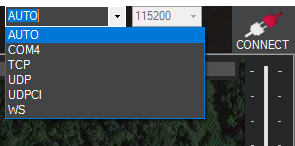 AUTO 115200
CONNECT
AUTO
COM4
TCP
UDP
UDPCI
WS